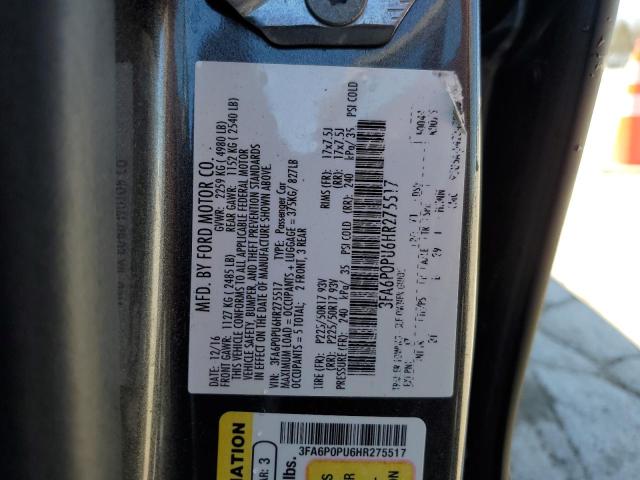 MFD. BY FORD MOTOR CO.
12/16
GVWR: 2259 KG ( 4980 LB)
FRONT GAWR: 1127 KG ( 2485 LB)
REAR GAWR: 1152 KG ( 2540 LB)
THIS VEHICLE CONFORMS TO ALL APPLICABLE FEDERAL MOTOR
VEHICLE SAFETY, BUMPER, AND THEFT PREVENTION STANDARDS
IN EFFECT ON THE DATE OF MANUFACTURE SHOWN ABOVE.
VIN: 3FA6P0PU6HR275517
TYPE: Passenger Car
MAXIMUM LOAD = OCCUPANTS + LUGGAGE = 375KG/ 827LB
OCCUPANTS = 5 TOTAL; 2 FRONT, 3 REAR
TIRE (FR): P225/50R17 93V
RIMS (FR): 17x7.5J
(RR): P225/50R17 93V
(RR): 17x7.5J
PRESSURE (FR): 240 kPa/ 35 PSI COLD
(RR): 240 kPa/ 35 PSI COLD
3FA6P0PU6HR275517
3FA6P0PU6HR275517
MATION
AR: 3
lbs.